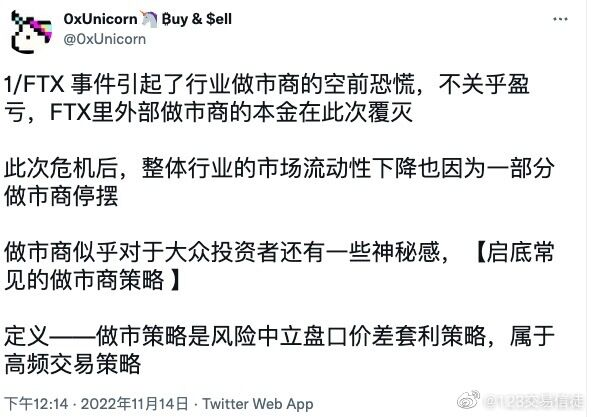 0xUnicorn🦄 ₿uy & $ell
@0xUnicorn
1/FTX 事件引起了行业做市商的空前恐慌，不关乎盈
亏，FTX里外部做市商的本金在此次覆灭
此次危机后，整体行业的市场流动性下降也因为一部分
做市商停摆
做市商似乎对于大众投资者还有一些神秘感，【启底常
见的做市商策略 】
定义——做市策略是风险中立盘口价差套利策略，属于
高频交易策略
下午12:14 · 2022年11月14日 · Twitter Web App
@123交易信徒